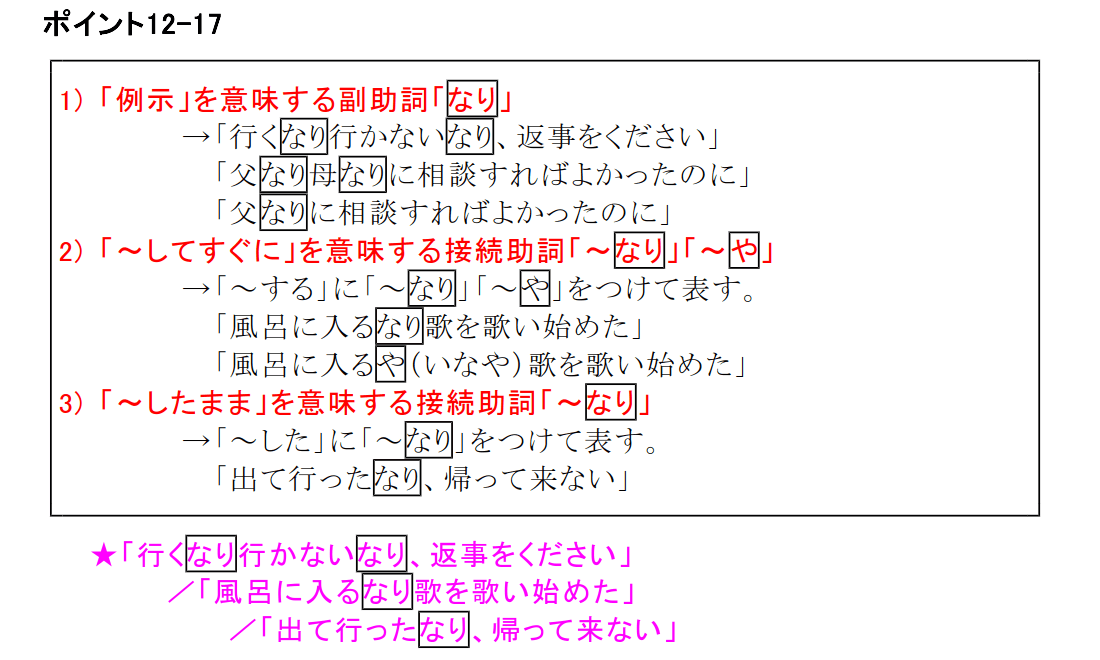 ポイント12-17
1）「例示」を意味する副助詞「なり」
→「行くなり行かないなり、返事をください」
「父なり母なりに相談すればよかったのに」
「父なりに相談すればよかったのに」
2）「～してすぐに」を意味する接続助詞「～なり」「～や」
→「～する」に「～なり」「～や」をつけて表す。
「風呂に入るなり歌を歌い始めた」
「風呂に入るや（いなや）歌を歌い始めた」
3）「～したまま」を意味する接続助詞「～なり」
→「～した」に「～なり」をつけて表す。
「出て行ったなり、帰って来ない」
★「行くなり行かないなり、返事をください」
／「風呂に入るなり歌を歌い始めた」
／「出て行ったなり、帰って来ない」